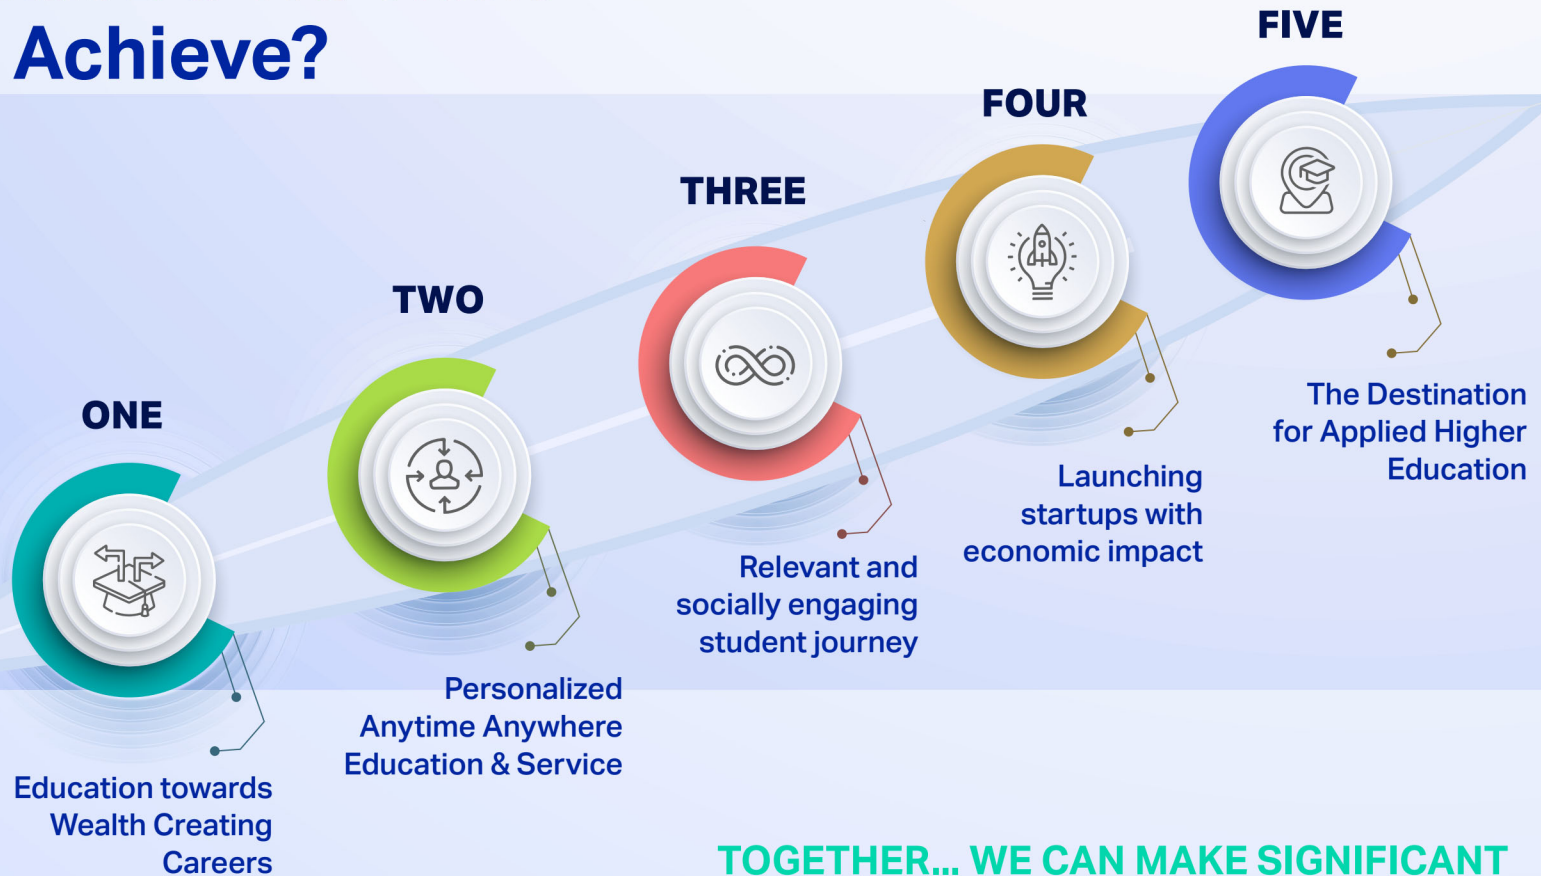 Achieve?
ONE
Education towards
Wealth Creating
Careers
TWO
Personalized
Anytime Anywhere
Education & Service
THREE
Relevant and
socially engaging
student journey
FOUR
Launching
startups with
economic impact
FIVE
The Destination
for Applied Higher
Education
TOGETHER... WE CAN MAKE SIGNIFICANT